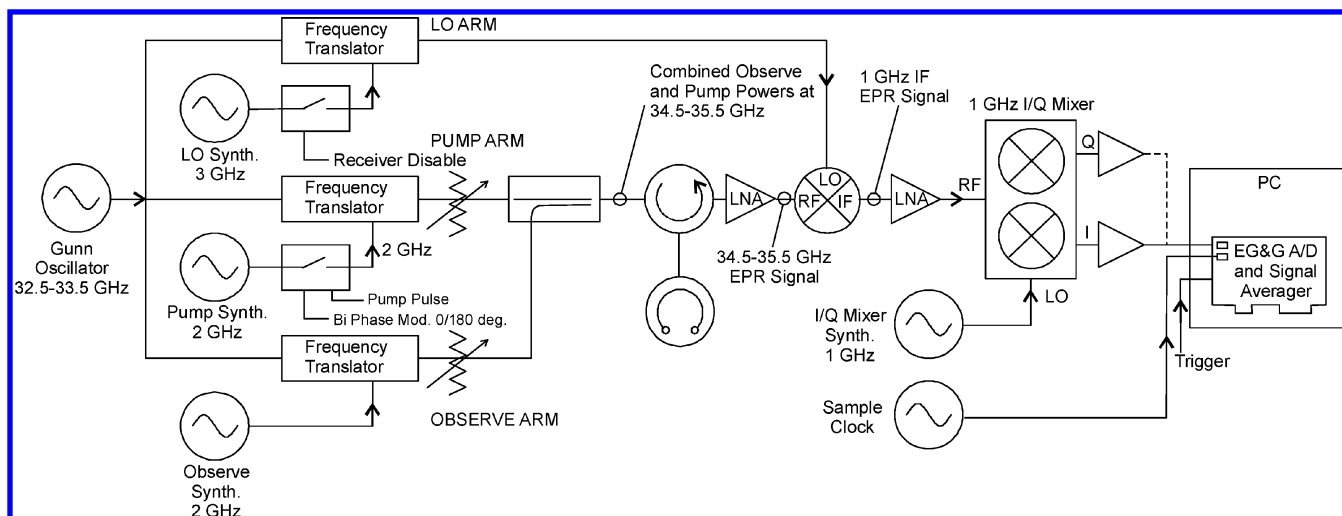 Frequency
Translator
LO ARM
LO Synth.
3 GHz
Receiver Disable
Gunn
Oscillator
32.5-33.5 GHz
Frequency
Translator
PUMP ARM
2 GHz
Pump Synth.
2 GHz
Pump Pulse
Bi Phase Mod. 0/180 deg.
Frequency
Translator
OBSERVE ARM
Observe
Synth.
2 GHz
Combined Observe
and Pump Powers at
34.5-35.5 GHz
LNA
34.5-35.5 GHz
EPR Signal
LO
RF
IF
1 GHz IF
EPR Signal
LNA
RF
1 GHz I/Q Mixer
Q
I
LO
I/Q Mixer
Synth.
1 GHz
Sample
Clock
Trigger
PC
EG&G A/D
and Signal
Averager